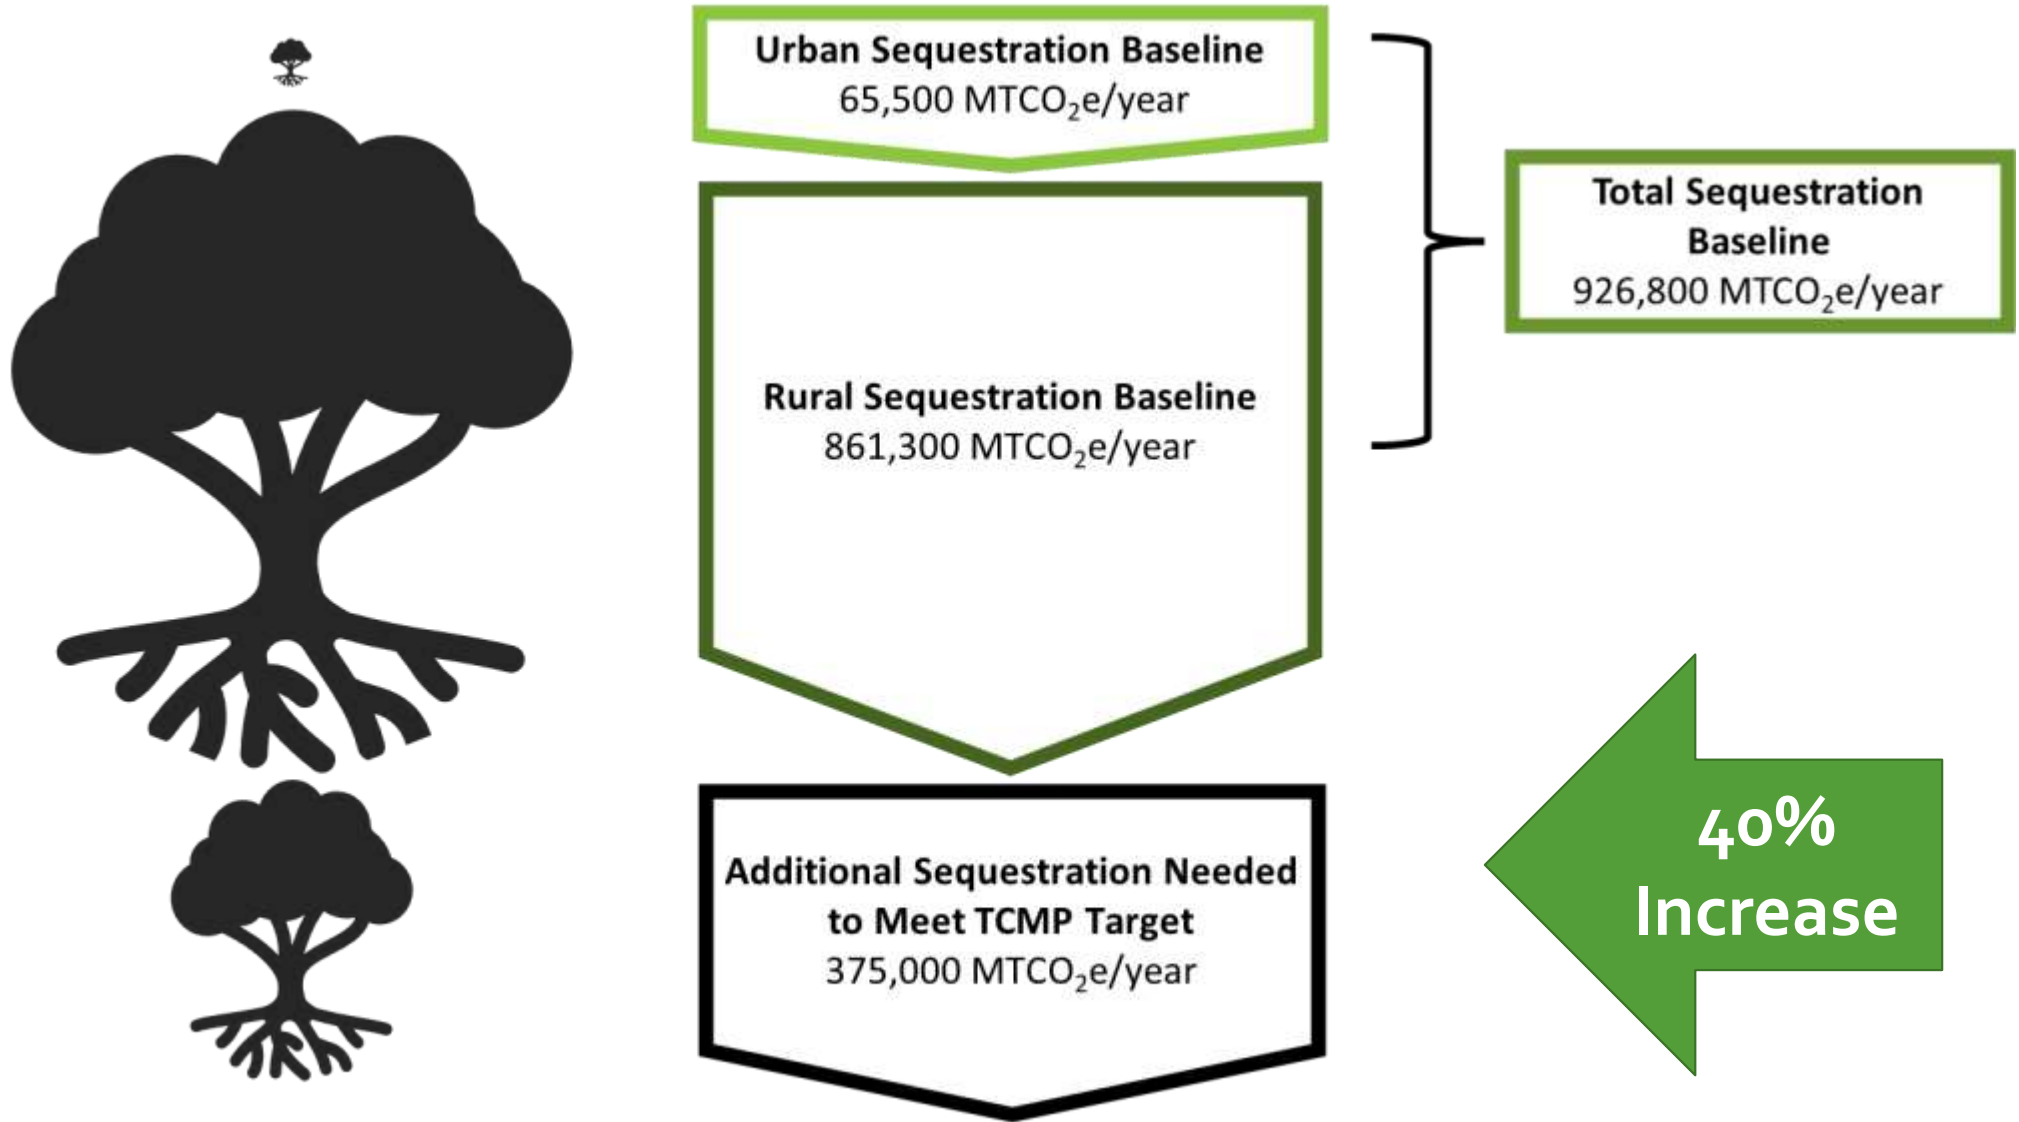 Urban Sequestration Baseline
65,500 MTCO₂e/year
Total Sequestration
Baseline
926,800 MTCO₂e/year
Rural Sequestration Baseline
861,300 MTCO₂e/year
Additional Sequestration Needed
to Meet TCMP Target
375,000 MTCO₂e/year
40%
Increase